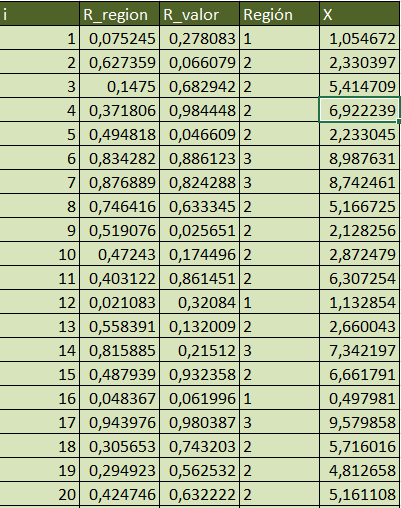 i R_region R_valor Región X
1 0,075245 0,278083 1 1,054672
2 0,627359 0,066079 2 2,330397
3 0,1475 0,682942 2 5,414709
4 0,371806 0,984448 2 6,922239
5 0,494818 0,046609 2 2,233045
6 0,834282 0,886123 3 8,987631
7 0,876889 0,824288 3 8,742461
8 0,746416 0,633345 2 5,166725
9 0,519076 0,025651 2 2,128256
10 0,47243 0,174496 2 2,872479
11 0,403122 0,861451 2 6,307254
12 0,021083 0,32084 1 1,132854
13 0,558391 0,132009 2 2,660043
14 0,815885 0,21512 3 7,342197
15 0,487939 0,932358 2 6,661791
16 0,048367 0,061996 1 0,497981
17 0,943976 0,980387 3 9,579858
18 0,305653 0,743203 2 5,716016
19 0,294923 0,562532 2 4,812658
20 0,424746 0,632222 2 5,161108